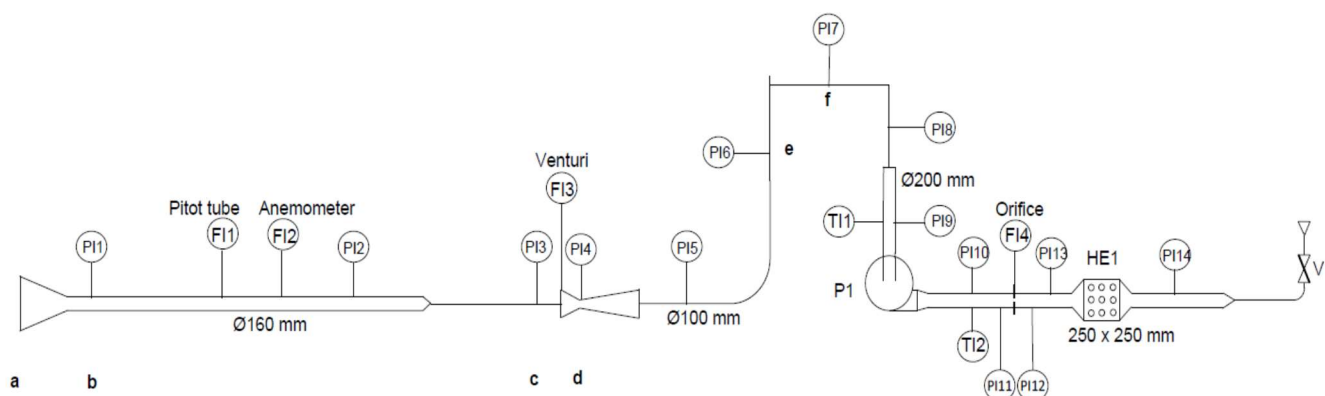 PI7
PI8
PI6
e
f
Venturi
FI3
Ø200 mm
Pitot tube
Anemometer
Orifice
PI1
FI1
FI2
PI2
PI3
PI4
PI5
TI1
PI9
PI10
FI4
PI13
HE1
PI14
V
P1
Ø160 mm
Ø100 mm
TI2
250 x 250 mm
PI11
PI12
a
b
c
d